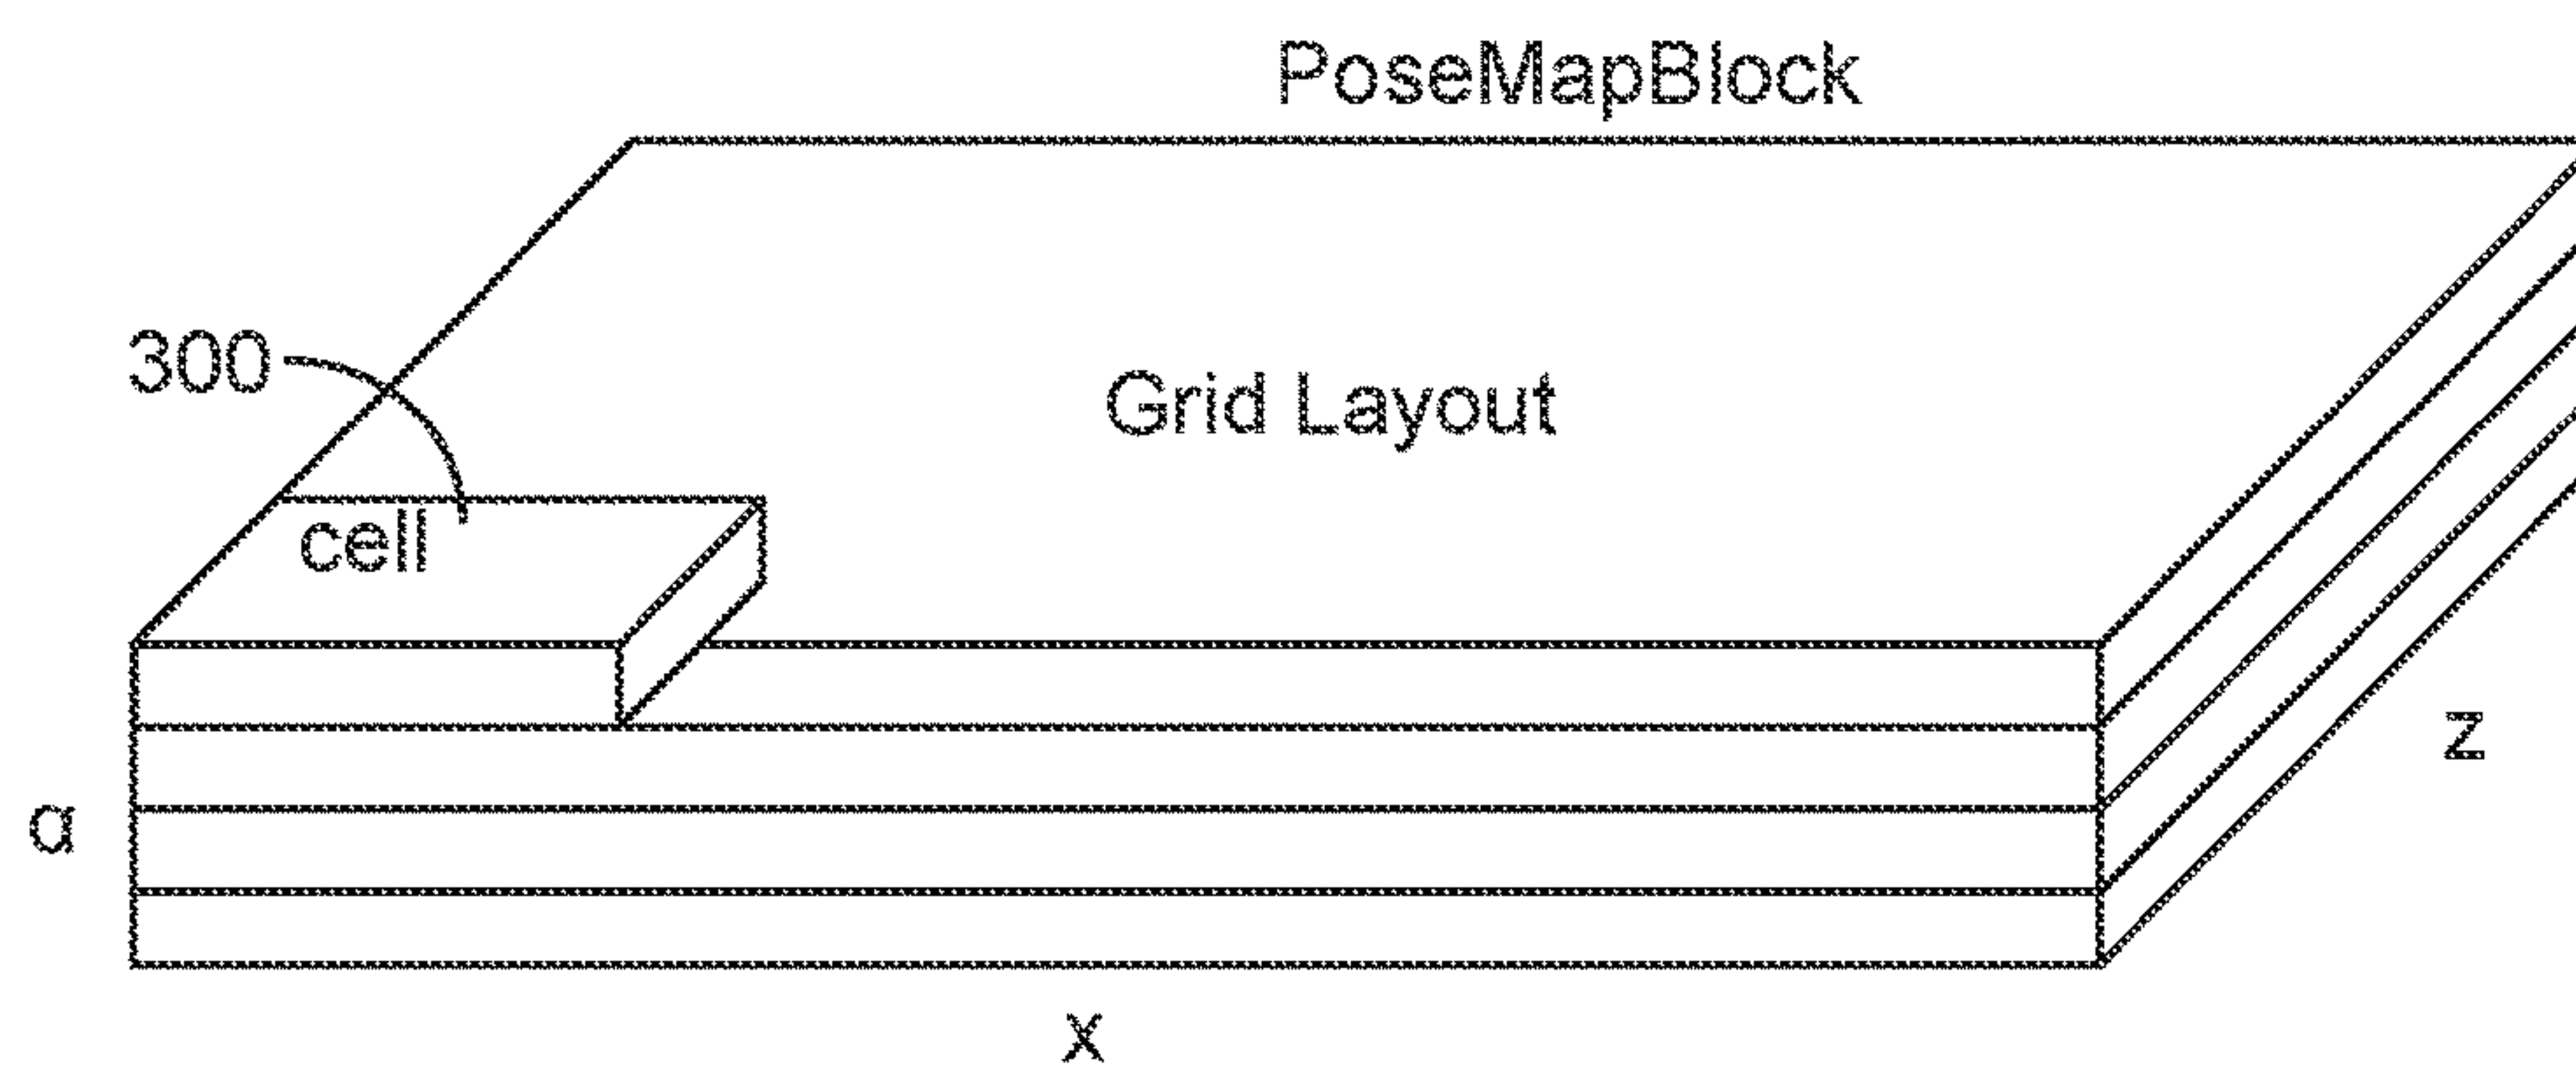 PoseMapBlock
300
Grid Layout
cell
z
α
x